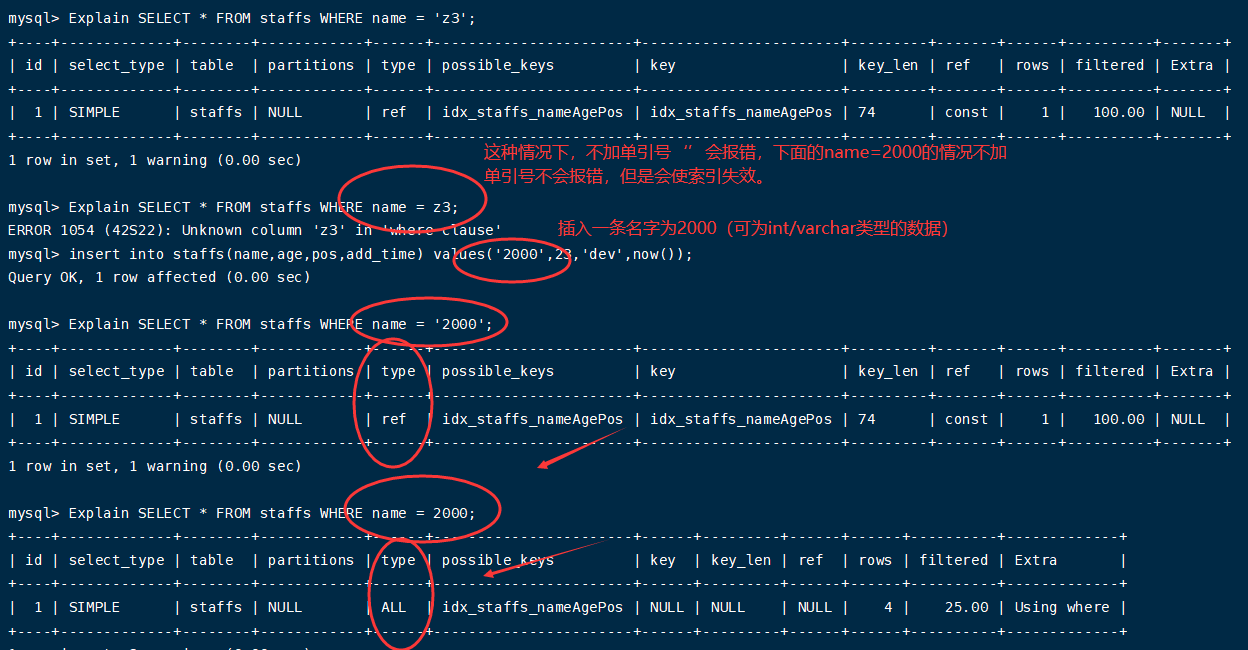 mysql> Explain SELECT * FROM staffs WHERE name = 'z3';
+----+-------------+--------+------------+------+-----------------------+-----------------------+---------+-------+------+----------+-------+
| id | select_type | table  | partitions | type | possible_keys         | key                   | key_len | ref   | rows | filtered | Extra |
+----+-------------+--------+------------+------+-----------------------+-----------------------+---------+-------+------+----------+-------+
|  1 | SIMPLE      | staffs | NULL       | ref  | idx_staffs_nameAgePos | idx_staffs_nameAgePos | 74      | const |    1 |   100.00 | NULL  |
+----+-------------+--------+------------+------+-----------------------+-----------------------+---------+-------+------+----------+-------+
1 row in set, 1 warning (0.00 sec)
这种情况下，不加单引号 ‘’ 会报错，下面的name=2000的情况不加
单引号不会报错，但是会使索引失效。
mysql> Explain SELECT * FROM staffs WHERE name = z3;
ERROR 1054 (42S22): Unknown column 'z3' in 'where clause'
插入一条名字为2000（可为int/varchar类型的数据）
mysql> insert into staffs(name,age,pos,add_time) values('2000',23,'dev',now());
Query OK, 1 row affected (0.00 sec)
mysql> Explain SELECT * FROM staffs WHERE name = '2000';
+----+-------------+--------+------------+------+-----------------------+-----------------------+---------+-------+------+----------+-------+
| id | select_type | table  | partitions | type | possible_keys         | key                   | key_len | ref   | rows | filtered | Extra |
+----+-------------+--------+------------+------+-----------------------+-----------------------+---------+-------+------+----------+-------+
|  1 | SIMPLE      | staffs | NULL       | ref  | idx_staffs_nameAgePos | idx_staffs_nameAgePos | 74      | const |    1 |   100.00 | NULL  |
+----+-------------+--------+------------+------+-----------------------+-----------------------+---------+-------+------+----------+-------+
1 row in set, 1 warning (0.00 sec)
mysql> Explain SELECT * FROM staffs WHERE name = 2000;
+----+-------------+--------+------------+------+-----------------------+------+---------+------+------+----------+-------------+
| id | select_type | table  | partitions | type | possible_keys         | key  | key_len | ref  | rows | filtered | Extra       |
+----+-------------+--------+------------+------+-----------------------+------+---------+------+------+----------+-------------+
|  1 | SIMPLE      | staffs | NULL       | ALL  | idx_staffs_nameAgePos | NULL | NULL    | NULL |    4 |    25.00 | Using where |
+----+-------------+--------+------------+------+-----------------------+------+---------+------+------+----------+-------------+